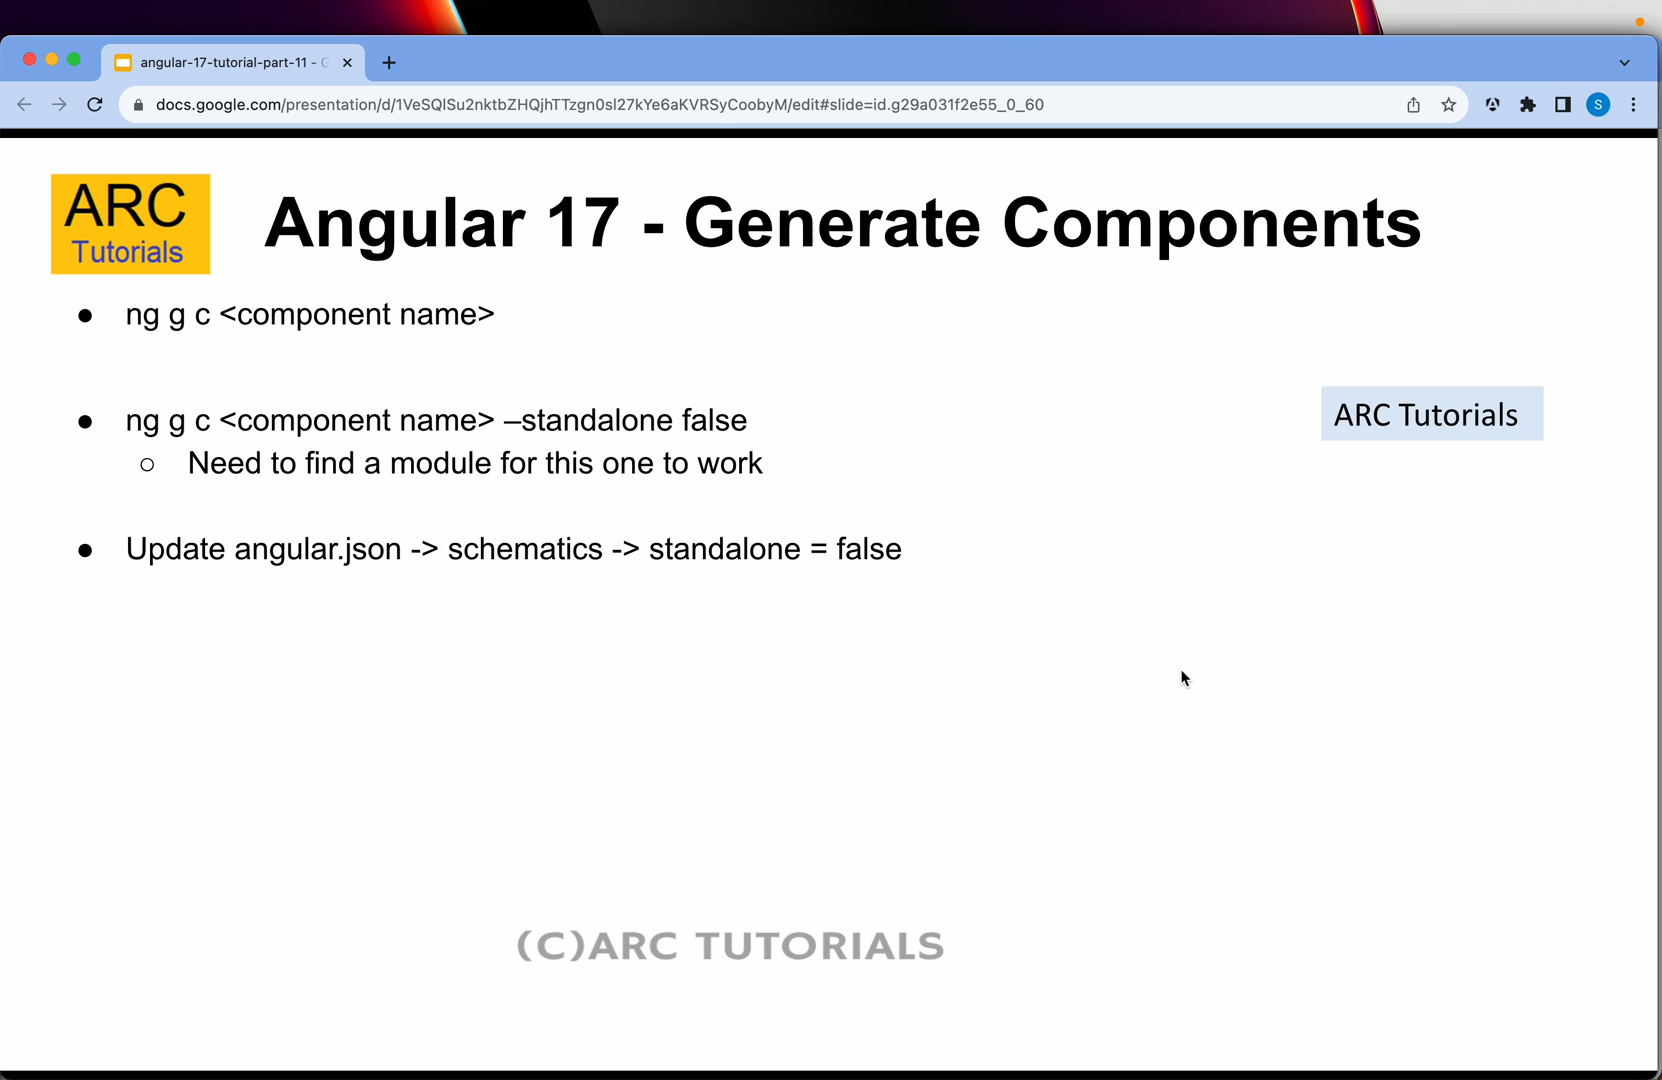 angular-17-tutorial-part-11 - G
docs.google.com/presentation/d/1VeSQlSu2nktbZHQjhTTzgn0sl27kYe6aKVRSyCoobyM/edit#slide=id.g29a031f2e55_0_60
S
ARC
Tutorials
Angular 17 - Generate Components
● ng g c <component name>
● ng g c <component name> –standalone false
○ Need to find a module for this one to work
ARC Tutorials
● Update angular.json -> schematics -> standalone = false
(C)ARC TUTORIALS